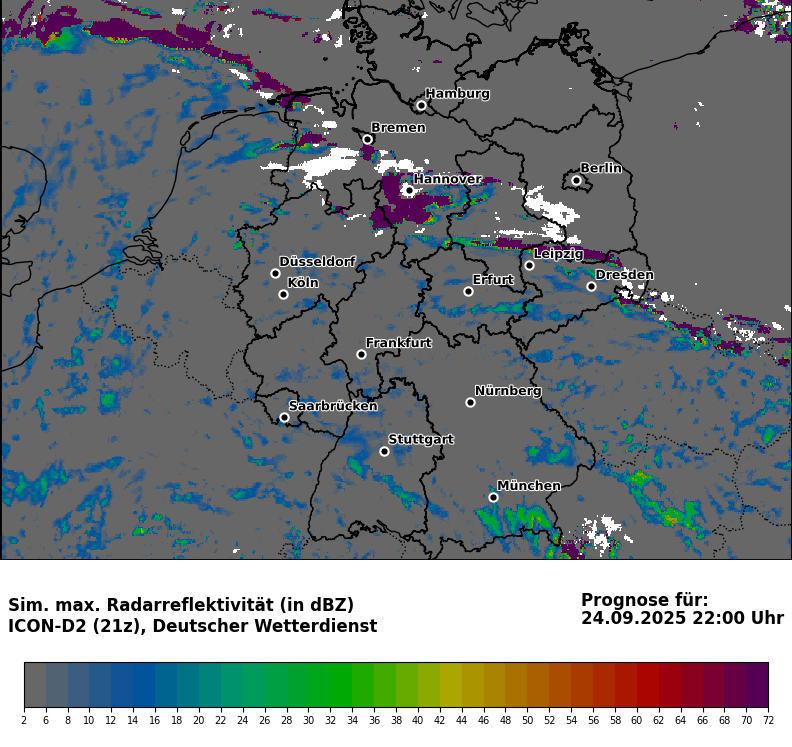 Hamburg
Bremen
Berlin
Hannover
Leipzig
Düsseldorf
Dresden
Köln
Erfurt
Frankfurt
Nürnberg
Saarbrücken
Stuttgart
München
Sim. max. Radarreflektivität (in dBZ)
ICON-D2 (21z), Deutscher Wetterdienst
Prognose für:
24.09.2025 22:00 Uhr
2 6 8 10 12 14 16 18 20 22 24 26 28 30 32 34 36 38 40 42 44 46 48 50 52 54 56 58 60 62 64 66 68 70 72